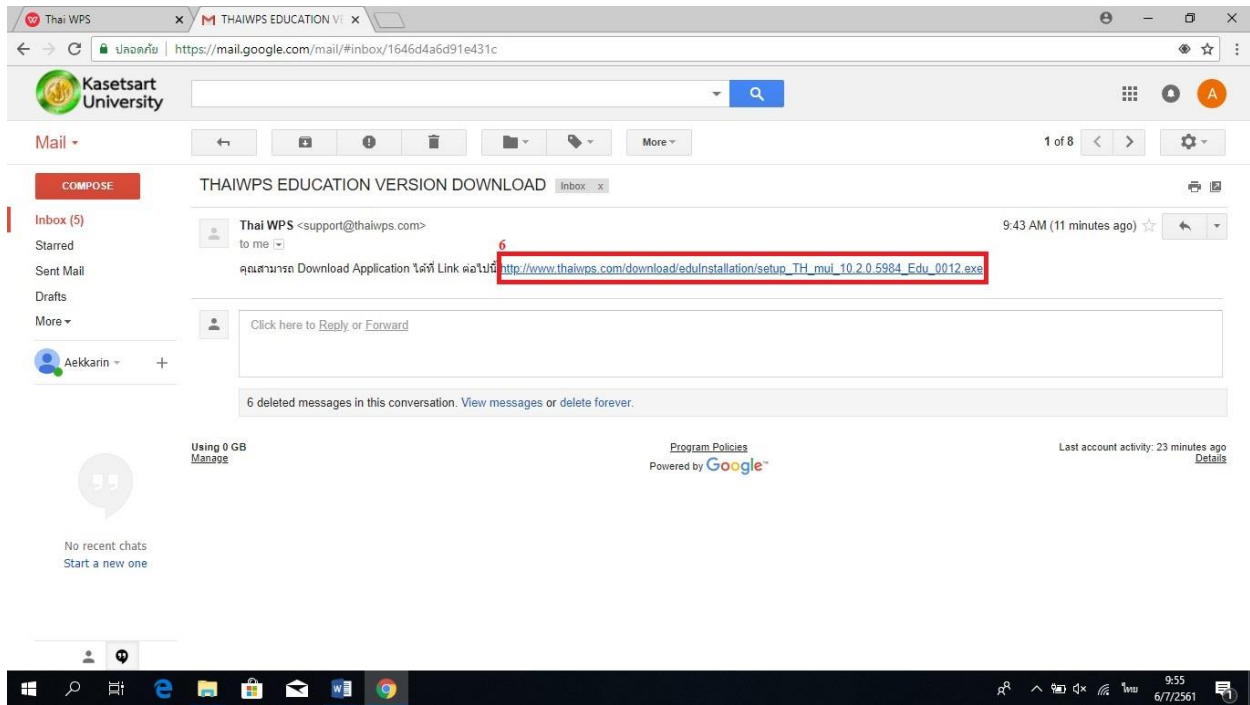 Thai WPS
THAIWPS EDUCATION VE
ปลอดภัย https://mail.google.com/mail/#inbox/1646d4a6d91e431c
Kasetsart
University
A
Mail
More
1 of 8
COMPOSE
THAIWPS EDUCATION VERSION DOWNLOAD Inbox x
Inbox (5)
Starred
Sent Mail
Drafts
More
Thai WPS <support@thaiwps.com>
9:43 AM (11 minutes ago)
to me
6
คุณสามารถ Download Application ได้ที่ Link ต่อไปนี้ http://www.thaiwps.com/download/eduInstallation/setup_TH_mui_10.2.0.5984_Edu_0012.exe
Click here to Reply or Forward
Aekkarin
6 deleted messages in this conversation. View messages or delete forever.
Using 0 GB
Manage
Program Policies
Powered by Google™
Last account activity: 23 minutes ago
Details
No recent chats
Start a new one
ไทย
9:55
6/7/2561